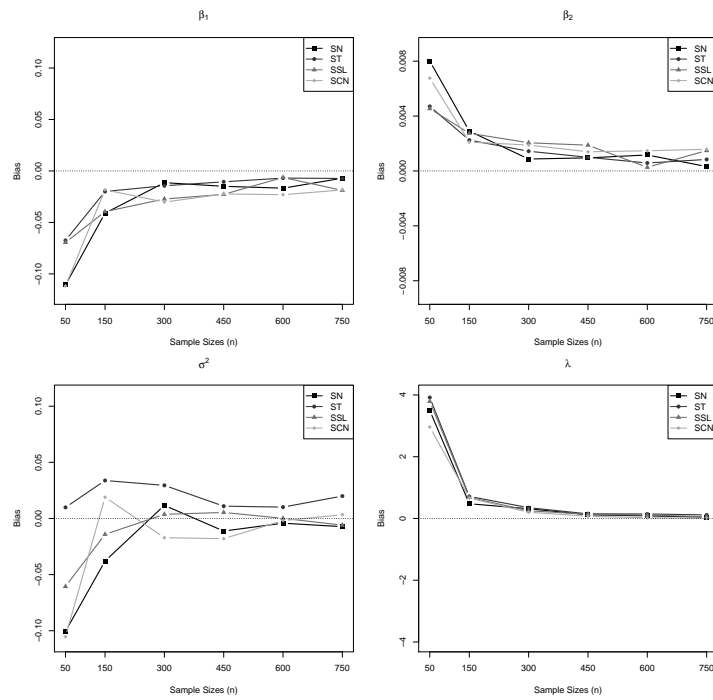 β1
0.10
0.05
0.00
−0.05
−0.10
Bias
SN
ST
SSL
SCN
50 150 300 450 600 750
Sample Sizes (n)
β2
0.008
0.004
0.000
−0.004
−0.008
Bias
SN
ST
SSL
SCN
50 150 300 450 600 750
Sample Sizes (n)
σ2
0.10
0.05
0.00
−0.05
−0.10
Bias
SN
ST
SSL
SCN
50 150 300 450 600 750
Sample Sizes (n)
λ
4
2
0
−2
−4
Bias
SN
ST
SSL
SCN
50 150 300 450 600 750
Sample Sizes (n)